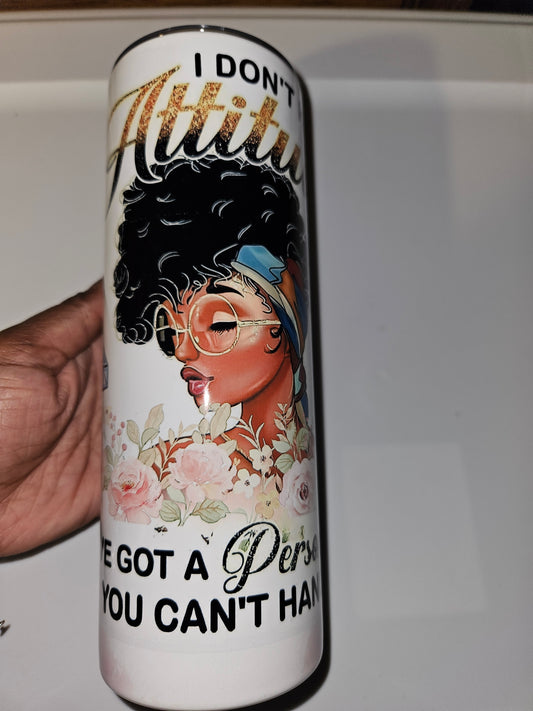 I DON'T
Attitu
'E GOT A Perso
YOU CAN'T HAN